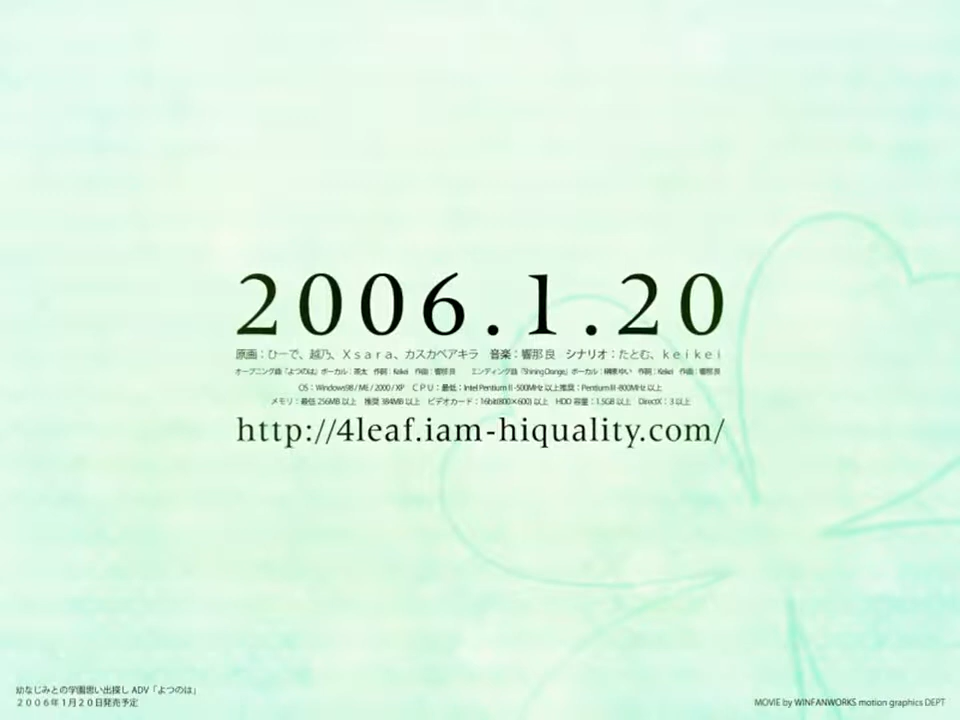 2006.1.20
原画：ひーで、越乃、Ｘｓａｒａ、カスカベアキラ　音楽：響那 良　シナリオ：たとむ、ｋｅｉｋｅｉ
オープニング曲「よつのは」ボーカル：茶太　作詞：Keikei　作曲：響那 良　エンディング曲「Shining Orange」ボーカル：榊原 ゆい　作詞：Keikei　作曲：響那 良
OS：Windows98 / ME / 2000 / XP　ＣＰＵ：最低：Intel Pentium II -500MHz 以上推奨：Pentium III -800MHz 以上
メモリ：最低 256MB 以上　推奨 384MB 以上　ビデオカード：16bit(800×600) 以上　HDD 容量：1.5GB 以上　DirectX：以上
http://4leaf.iam-hiquality.com/
幼なじみとの学園思い出探し ADV「よつのは」
２００６年１月２０日発売予定
MOVIE by WINFANWORKS motion graphics DEPT